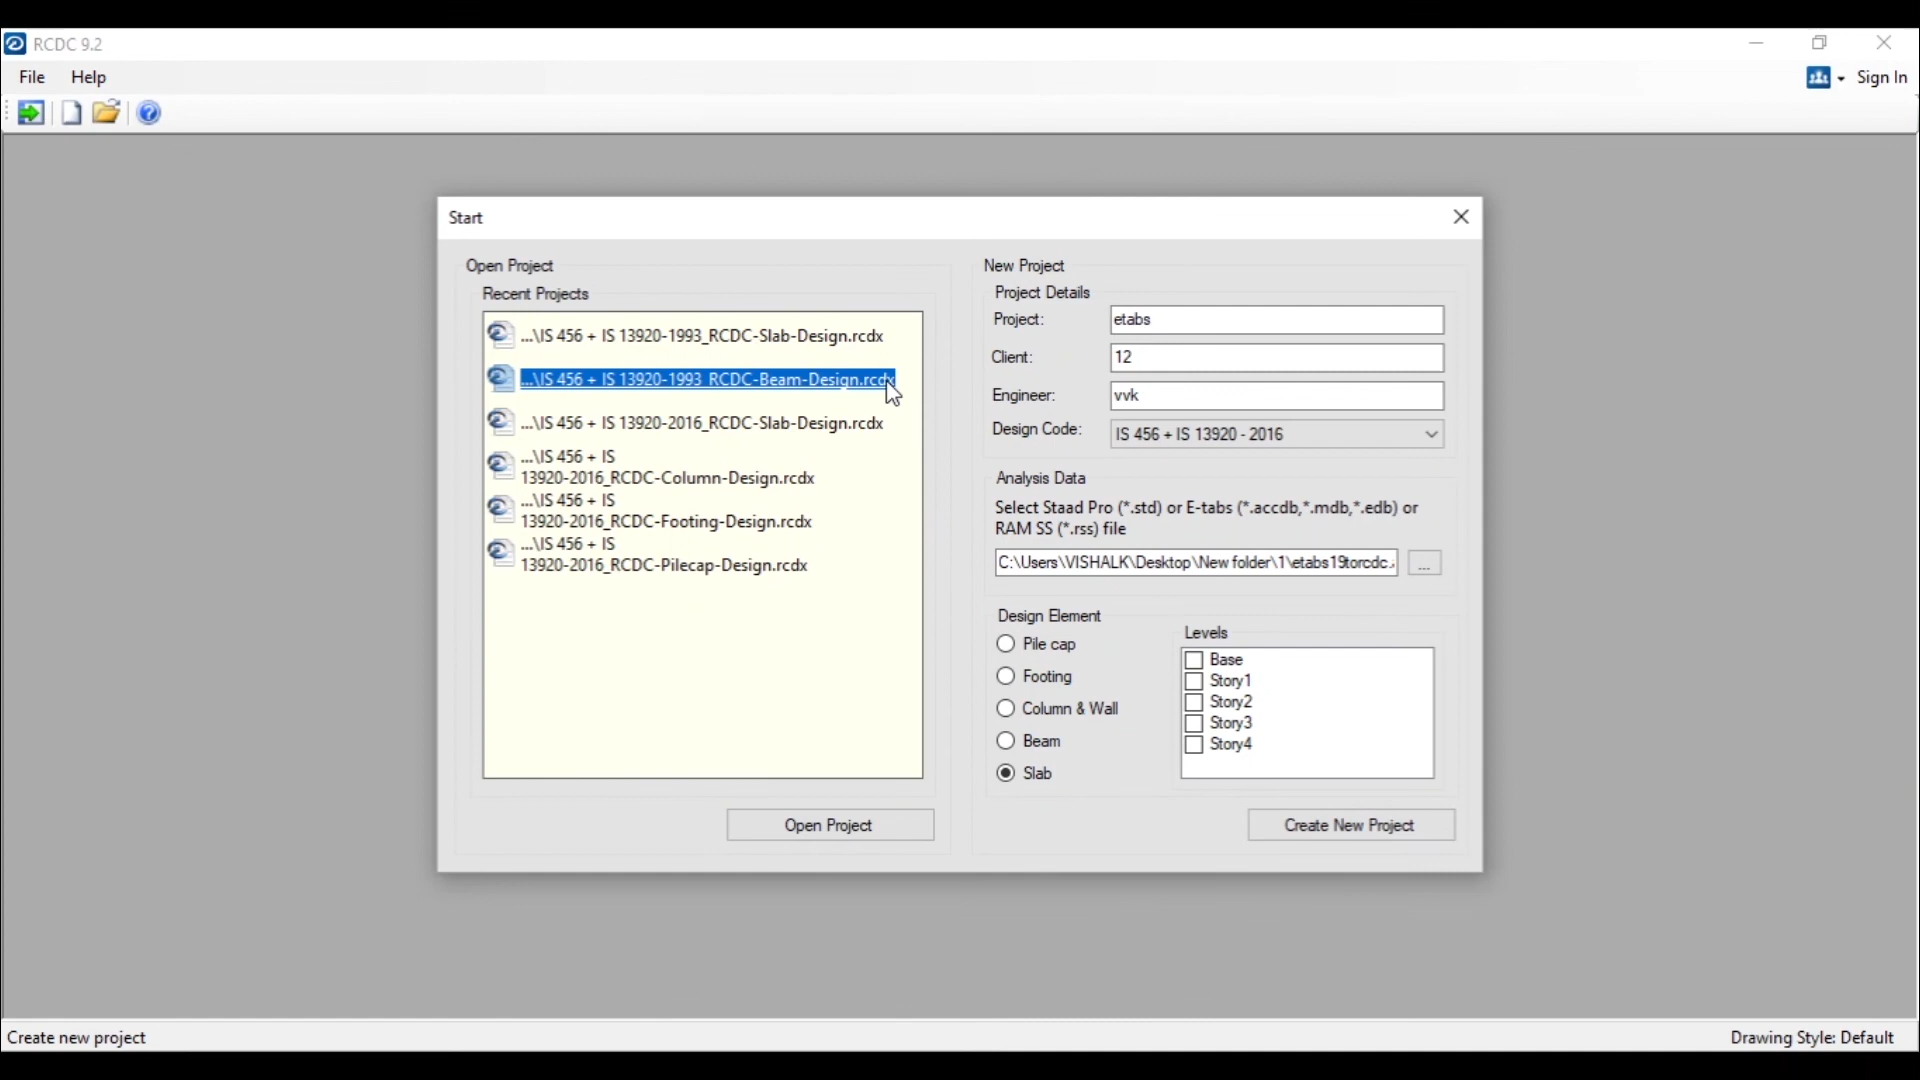 RCDC 9.2
File Help
Sign In
Start
Open Project
Recent Projects
...\IS 456 + IS 13920-1993_RCDC-Slab-Design.rcdx
...\IS 456 + IS 13920-1993_RCDC-Beam-Design.rcdx
...\IS 456 + IS 13920-2016_RCDC-Slab-Design.rcdx
...\IS 456 + IS
13920-2016_RCDC-Column-Design.rcdx
...\IS 456 + IS
13920-2016_RCDC-Footing-Design.rcdx
...\IS 456 + IS
13920-2016_RCDC-Pilecap-Design.rcdx
Open Project
New Project
Project Details
Project: etabs
Client: 12
Engineer: vvk
Design Code: IS 456 + IS 13920 - 2016
Analysis Data
Select Staad Pro (*.std) or E-tabs (*.accdb,*.mdb,*.edb) or
RAM SS (*.rss) file
C:\Users\VISHALK\Desktop\New folder\1\etabs19torcdc. ...
Design Element
Pile cap
Footing
Column & Wall
Beam
Slab
Levels
Base
Story1
Story2
Story3
Story4
Create New Project
Create new project
Drawing Style: Default